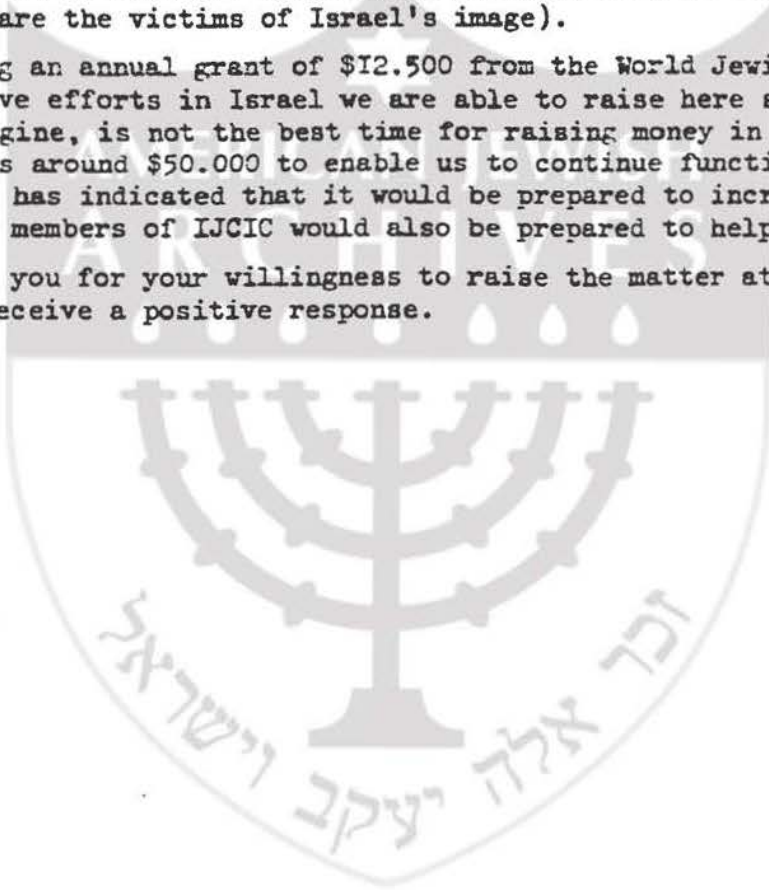 are the victims of Israel's image).
g an annual grant of $I2.500 from the World Jewi
ve efforts in Israel we are able to raise here a
gine, is not the best time for raising money in
s around $50.000 to enable us to continue functi
has indicated that it would be prepared to incr
members of IJCIC would also be prepared to help
you for your willingness to raise the matter at
eceive a positive response.
AMERICAN JEWISH
ARCHIVES
זכר אלה יעקב וישראל